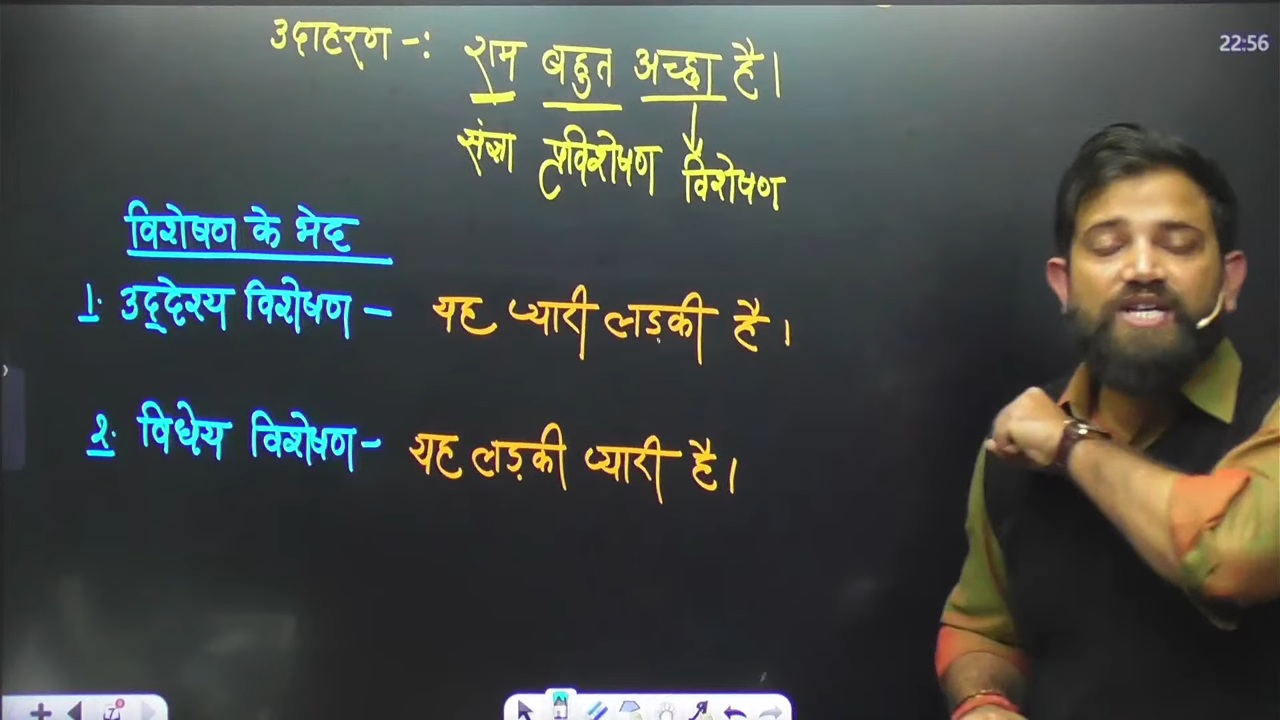 22:56
उदाहरण -: राम बहुत अच्छा है।
संज्ञा प्रविशेषण विशेषण
विशेषण के भेद
1. उद्देश्य विशेषण - यह प्यारी लड़की है।
2. विधेय विशेषण - यह लड़की प्यारी है।